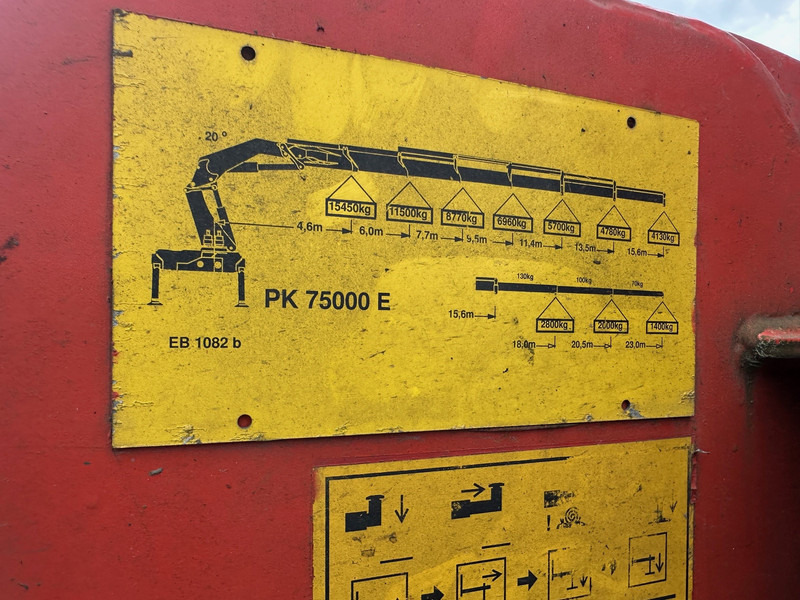 20 º
15450kg 11500kg 8770kg 6960kg 5700kg 4780kg 4130kg
4,6m 6,0m 7,7m 9,5m 11,4m 13,5m 15,6m
130kg 100kg 70kg
PK 75000 E
15,6m
2800kg 2000kg 1400kg
EB 1082 b
18,0m 20,5m 23,0m
!